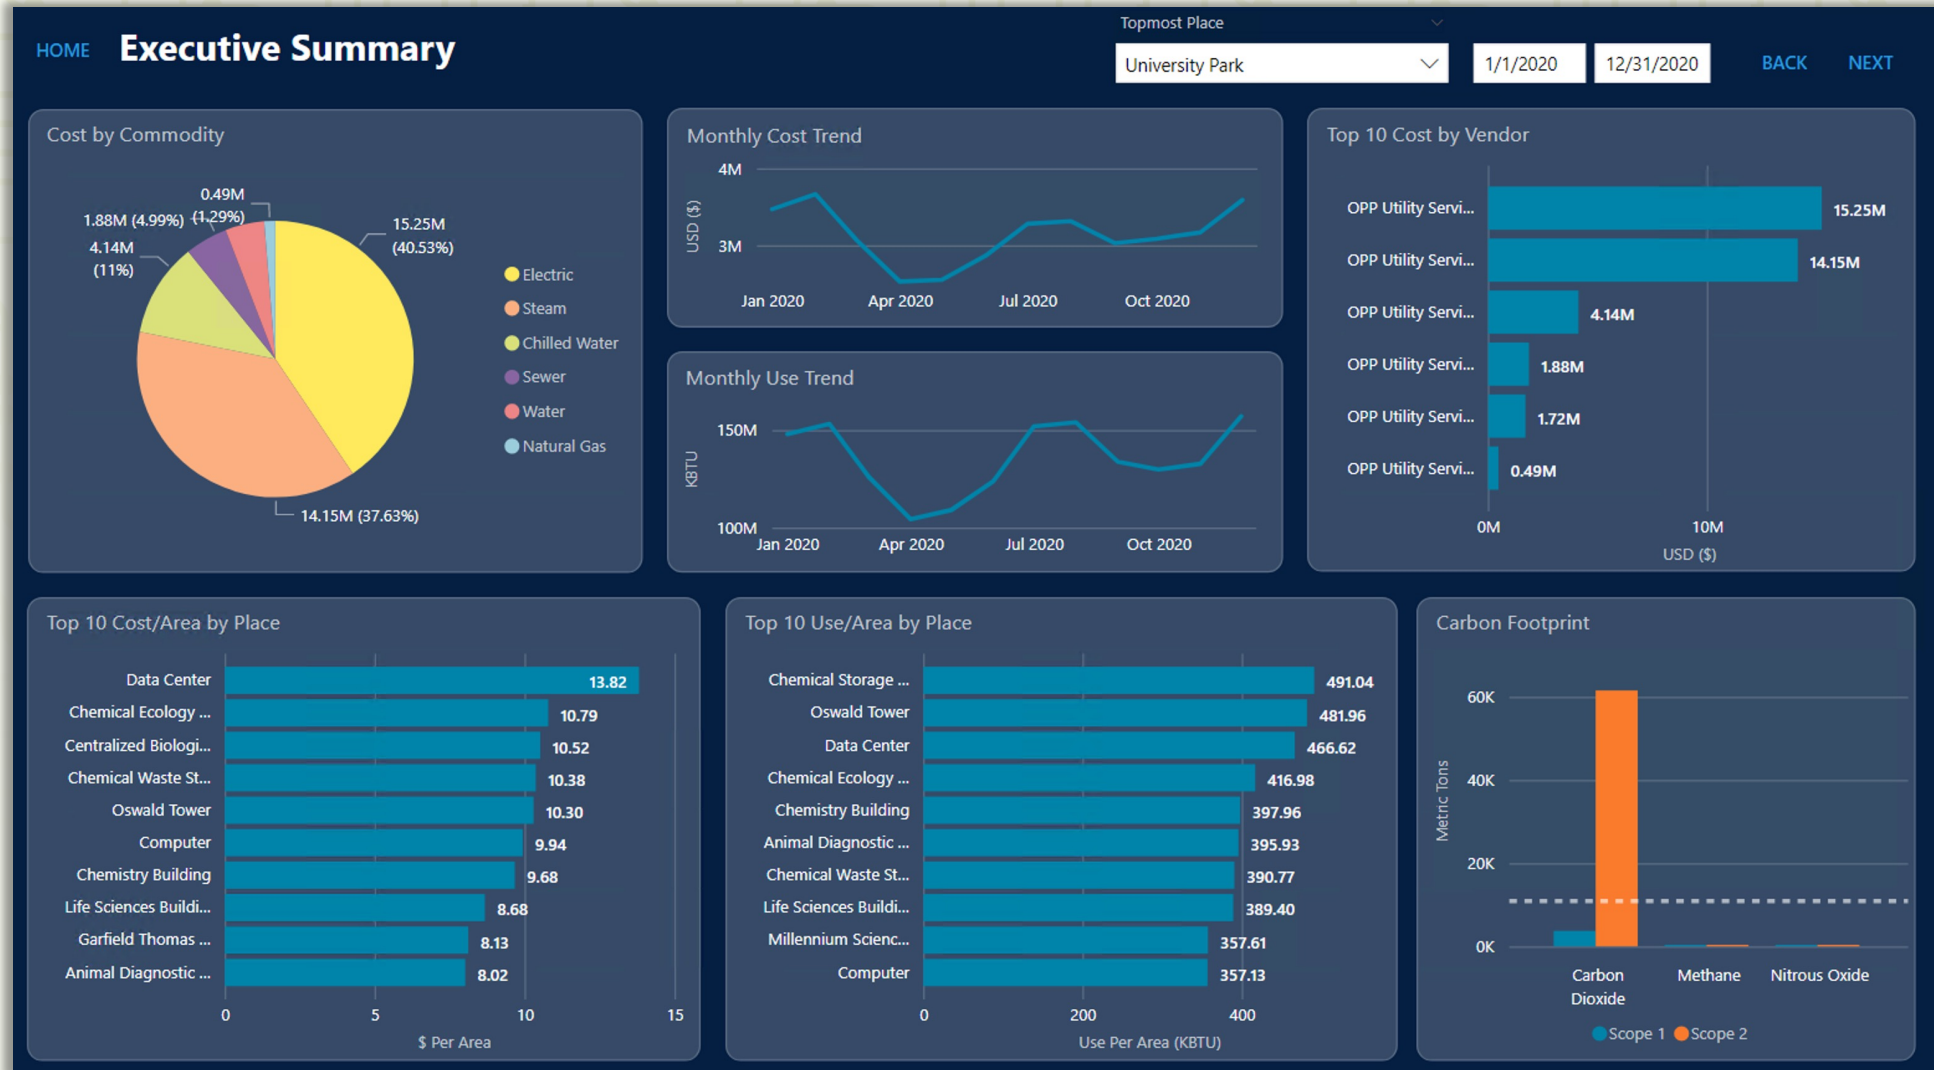 HOME
Executive Summary
Topmost Place
University Park
1/1/2020
12/31/2020
BACK
NEXT
Cost by Commodity
0.49M
(1.29%)
1.88M (4.99%)
4.14M
(11%)
15.25M
(40.53%)
14.15M (37.63%)
Electric
Steam
Chilled Water
Sewer
Water
Natural Gas
Monthly Cost Trend
4M
3M
USD ($)
Jan 2020
Apr 2020
Jul 2020
Oct 2020
Monthly Use Trend
150M
100M
KBTU
Jan 2020
Apr 2020
Jul 2020
Oct 2020
Top 10 Cost by Vendor
OPP Utility Servi... 15.25M
OPP Utility Servi... 14.15M
OPP Utility Servi... 4.14M
OPP Utility Servi... 1.88M
OPP Utility Servi... 1.72M
OPP Utility Servi... 0.49M
0M
10M
USD ($)
Top 10 Cost/Area by Place
Data Center 13.82
Chemical Ecology ... 10.79
Centralized Biologi... 10.52
Chemical Waste St... 10.38
Oswald Tower 10.30
Computer 9.94
Chemistry Building 9.68
Life Sciences Buildi... 8.68
Garfield Thomas ... 8.13
Animal Diagnostic ... 8.02
0
5
10
15
$ Per Area
Top 10 Use/Area by Place
Chemical Storage ... 491.04
Oswald Tower 481.96
Data Center 466.62
Chemical Ecology ... 416.98
Chemistry Building 397.96
Animal Diagnostic ... 395.93
Chemical Waste St... 390.77
Life Sciences Buildi... 389.40
Millennium Scienc... 357.61
Computer 357.13
0
200
400
Use Per Area (KBTU)
Carbon Footprint
60K
40K
20K
0K
Metric Tons
Carbon
Dioxide
Methane
Nitrous Oxide
Scope 1
Scope 2